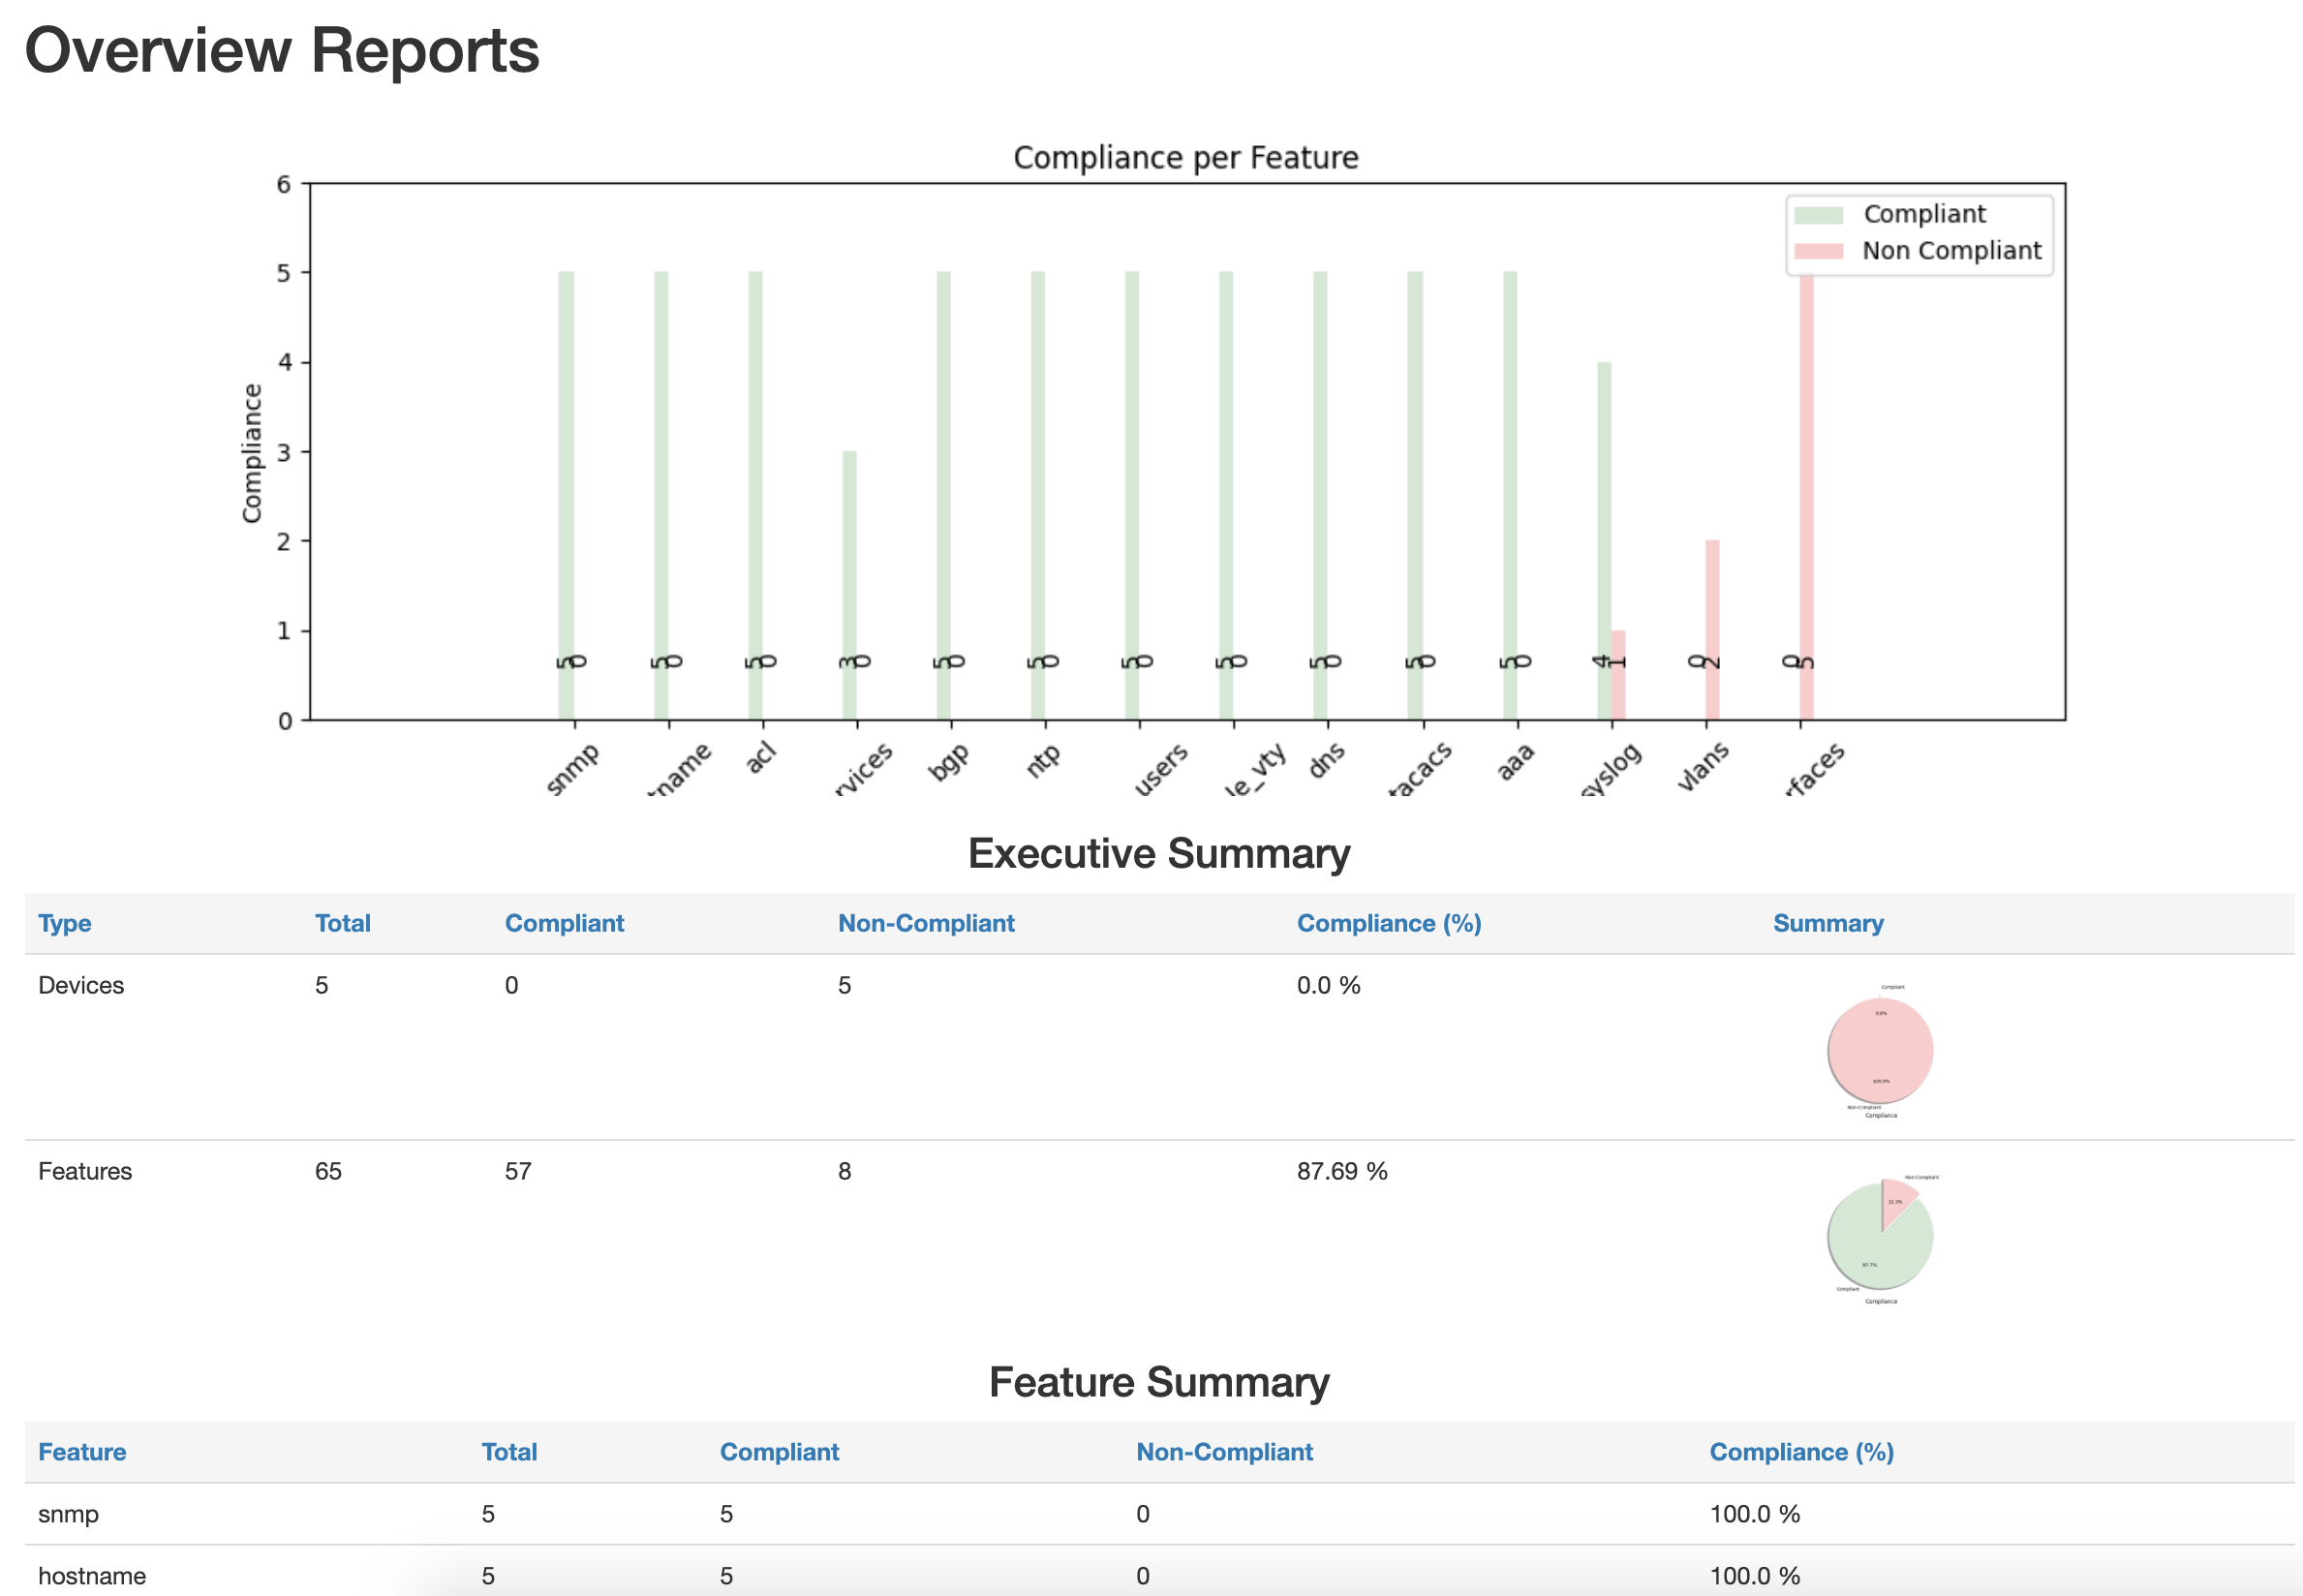 Overview Reports
Compliance per Feature
6
5
4
3
2
1
0
Compliance
Compliant
Non Compliant
5 0 5 0 5 0 3 0 5 0 5 0 5 0 5 0 5 0 5 0 5 0 4 1 0 2 0 5
snmp tname acl rvices bgp ntp users le_vty dns tacacs aaa syslog vlans rfaces
Executive Summary
Type Total Compliant Non-Compliant Compliance (%) Summary
Devices 5 0 5 0.0 %
Compliant
0.0%
100.0%
Non-Compliant
Compliance
Features 65 57 8 87.69 %
Non-Compliant
12.3%
87.7%
Compliant
Compliance
Feature Summary
Feature Total Compliant Non-Compliant Compliance (%)
snmp 5 5 0 100.0 %
hostname 5 5 0 100.0 %